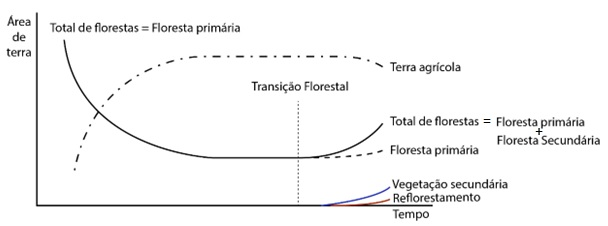 Área
de
terra
Total de florestas = Floresta primária
Terra agrícola
Transição Florestal
Total de florestas = Floresta primária
+
Floresta Secundária
Floresta primária
Vegetação secundária
Reflorestamento
Tempo